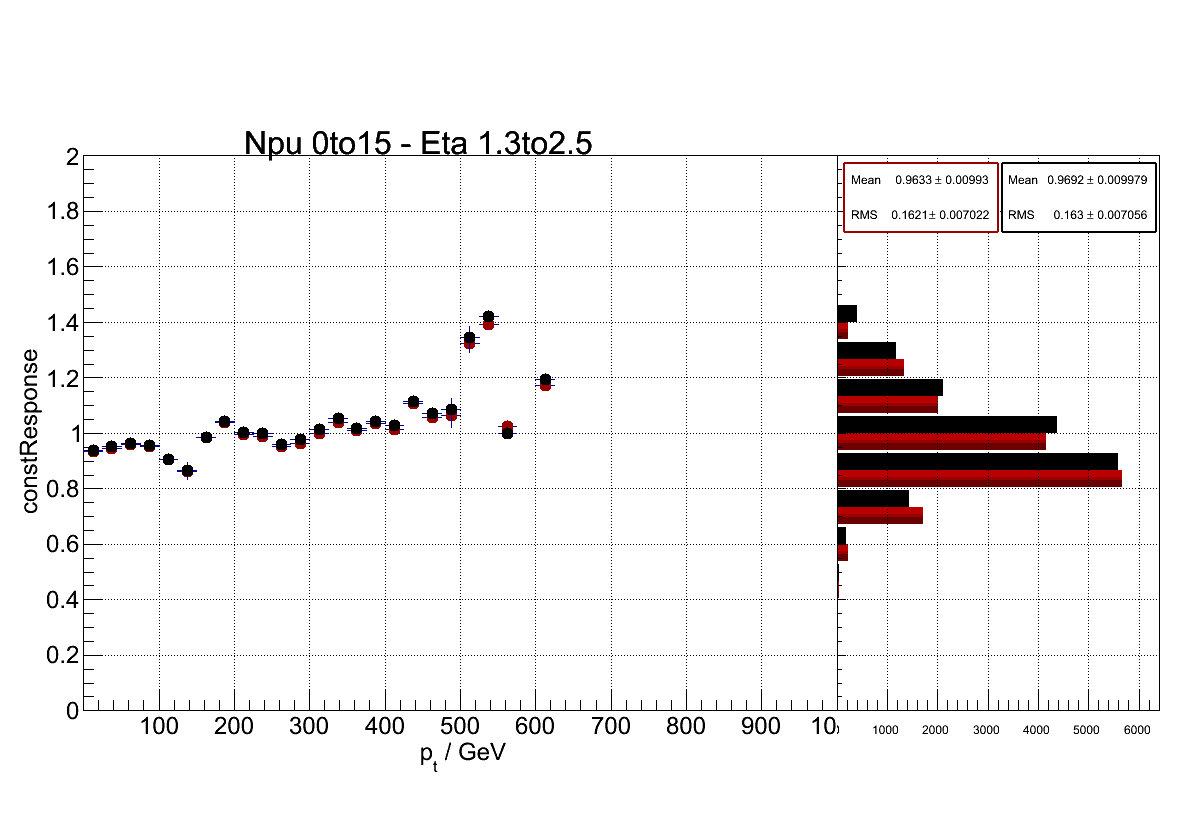 Npu 0to15 - Eta 1.3to2.5
constResponse
2
1.8
1.6
1.4
1.2
1
0.8
0.6
0.4
0.2
0
100 200 300 400 500 600 700 800 900 10
p_t / GeV
Mean 0.9633 ± 0.00993
RMS 0.1621 ± 0.007022
Mean 0.9692 ± 0.009979
RMS 0.163 ± 0.007056
1000 2000 3000 4000 5000 6000